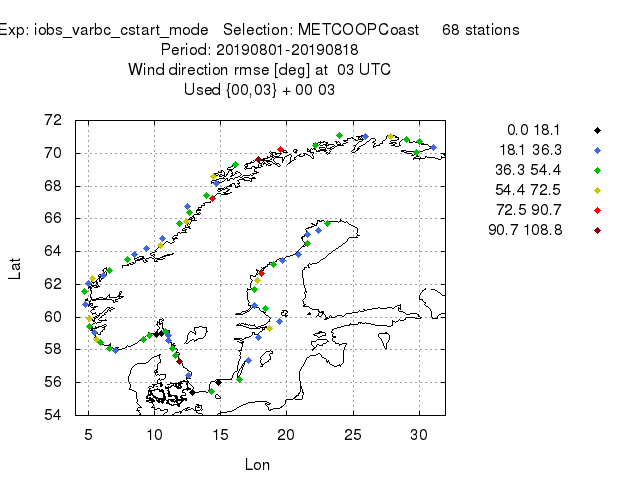 Exp: iobs_varbc_cstart_mode Selection: METCOOPCoast 68 stations
Period: 20190801-20190818
Wind direction rmse [deg] at 03 UTC
Used {00,03} + 00 03
72
70
68
66
64
62
60
58
56
54
Lat
5 10 15 20 25 30
Lon
0.0 18.1
18.1 36.3
36.3 54.4
54.4 72.5
72.5 90.7
90.7 108.8